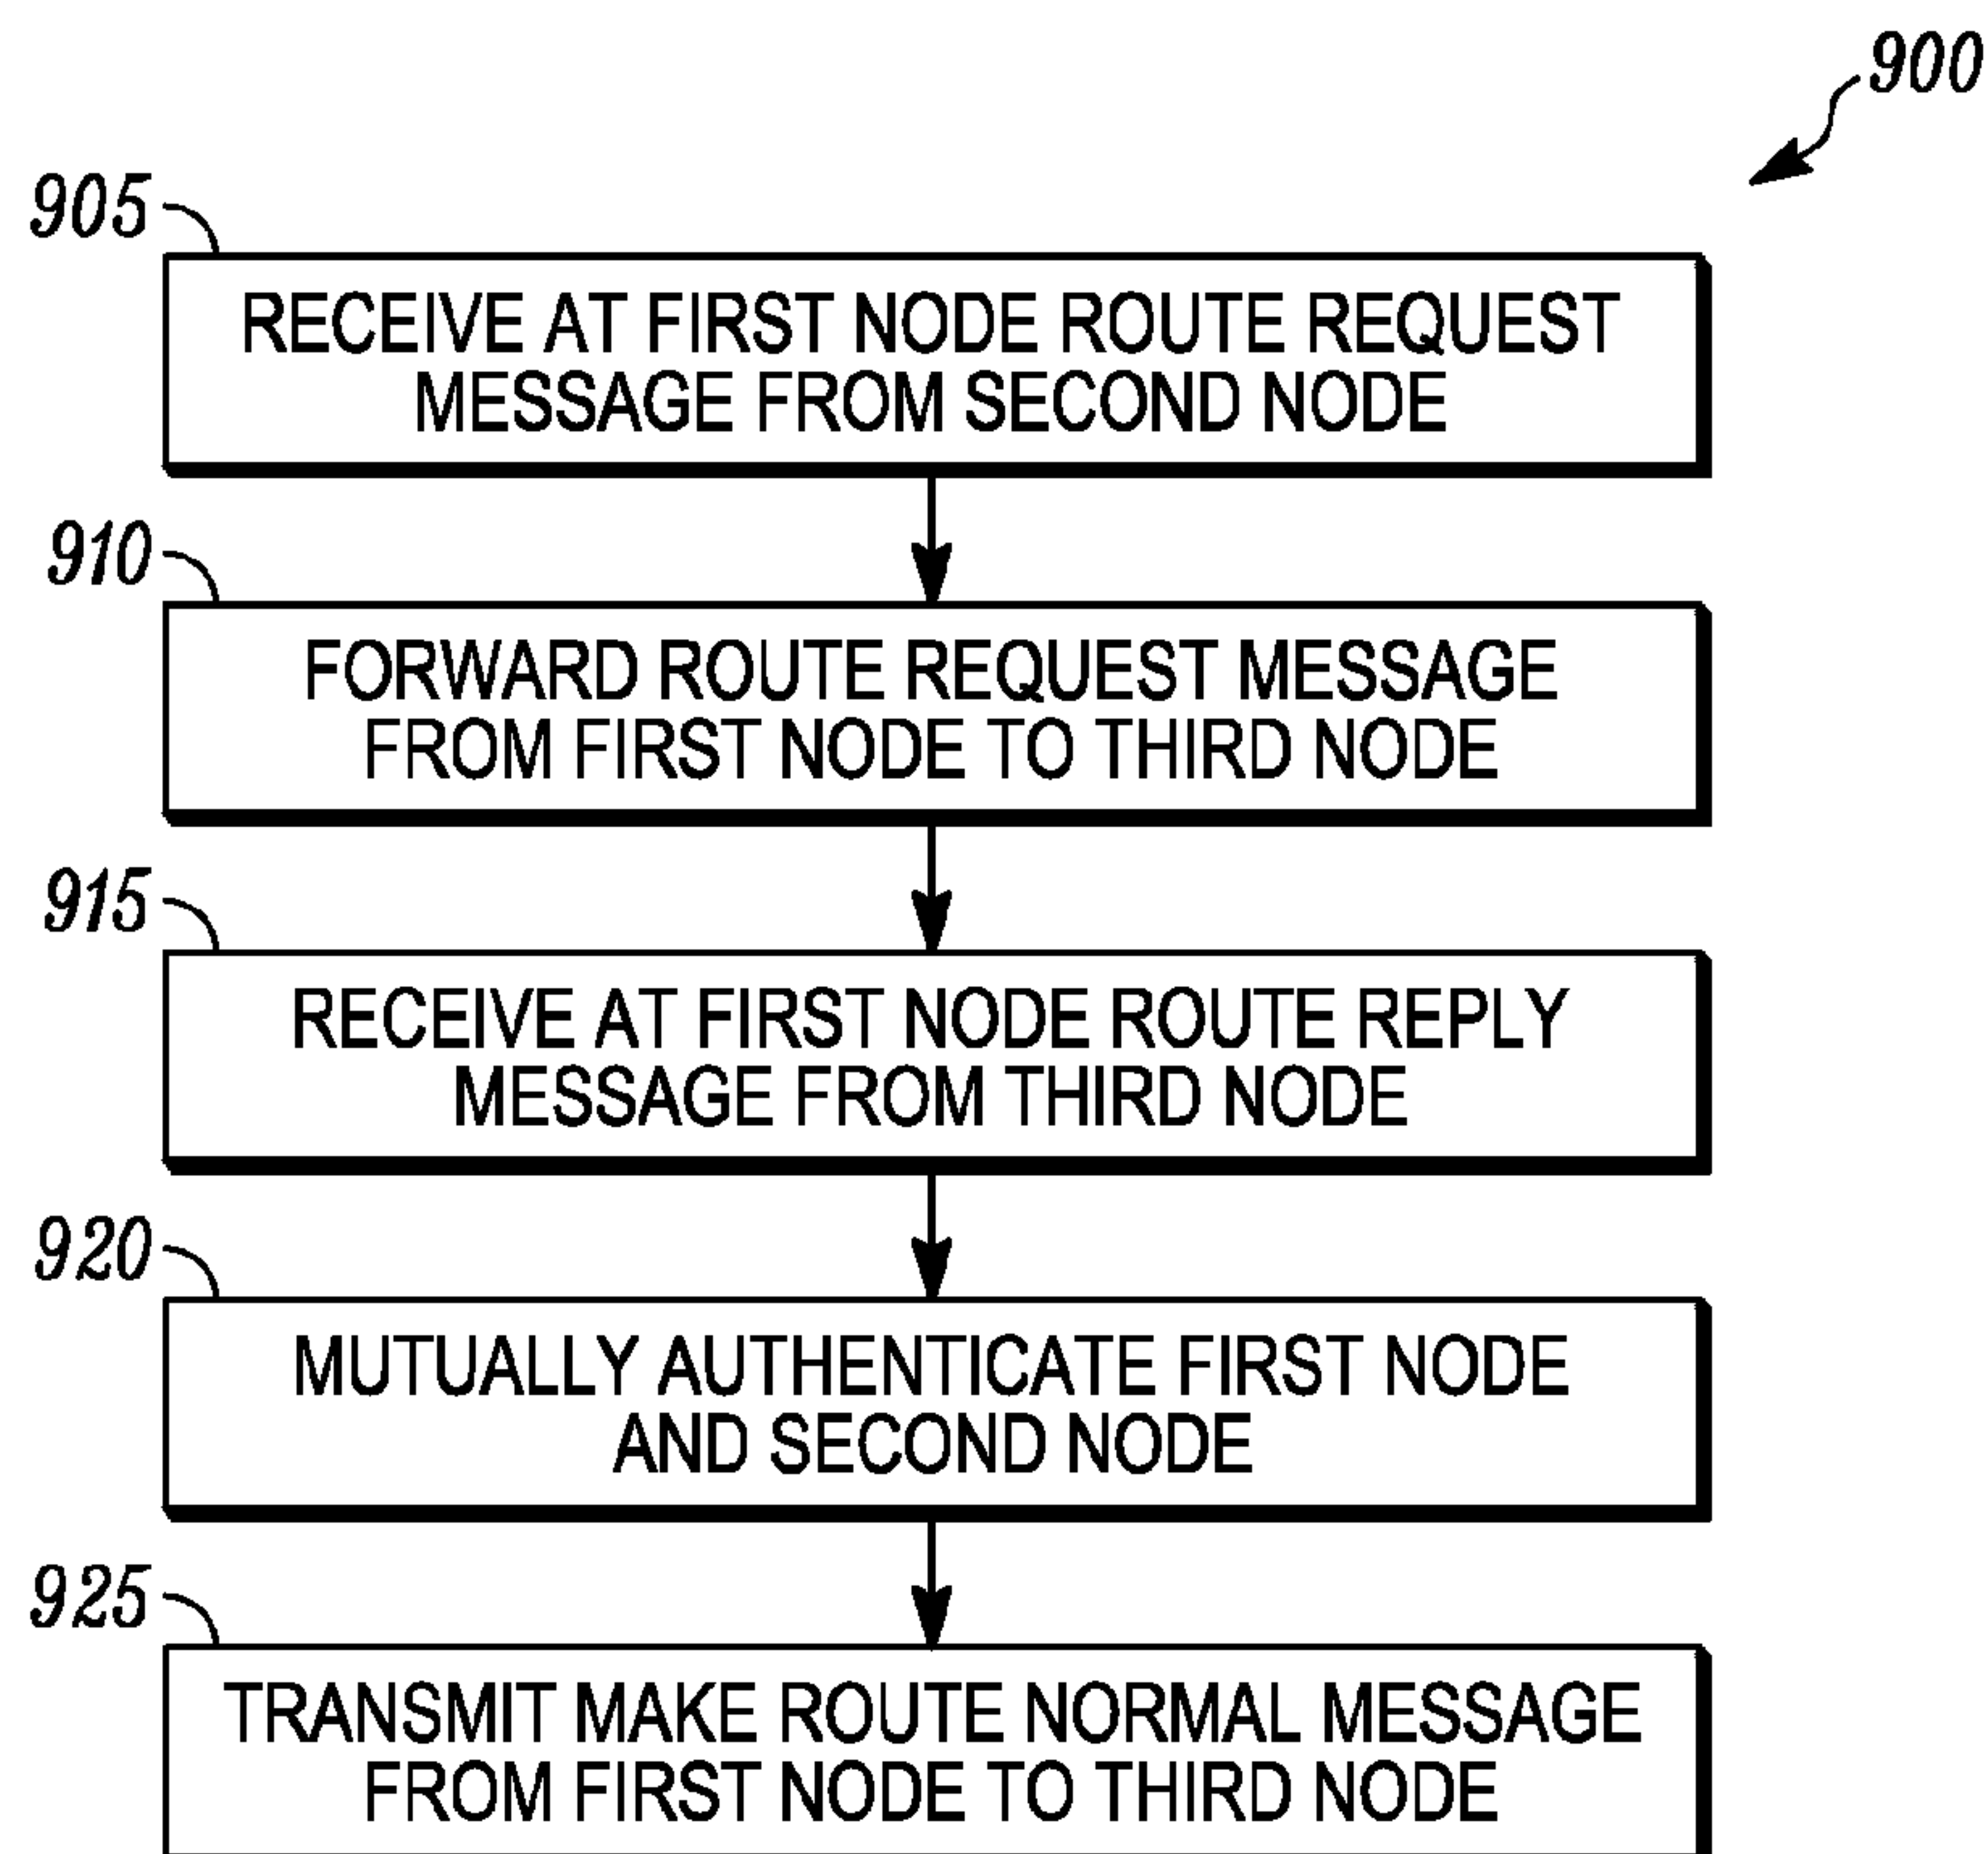 900
905
RECEIVE AT FIRST NODE ROUTE REQUEST
MESSAGE FROM SECOND NODE
910
FORWARD ROUTE REQUEST MESSAGE
FROM FIRST NODE TO THIRD NODE
915
RECEIVE AT FIRST NODE ROUTE REPLY
MESSAGE FROM THIRD NODE
920
MUTUALLY AUTHENTICATE FIRST NODE
AND SECOND NODE
925
TRANSMIT MAKE ROUTE NORMAL MESSAGE
FROM FIRST NODE TO THIRD NODE